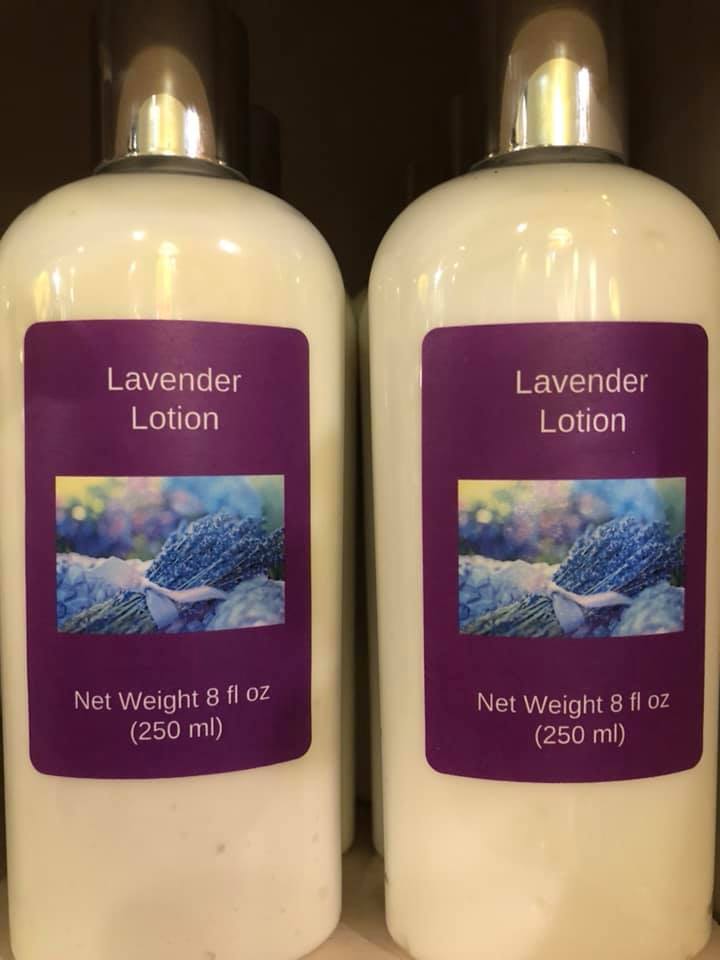 Lavender
Lotion
Net Weight 8 fl oz
(250 ml)
Lavender
Lotion
Net Weight 8 fl oz
(250 ml)